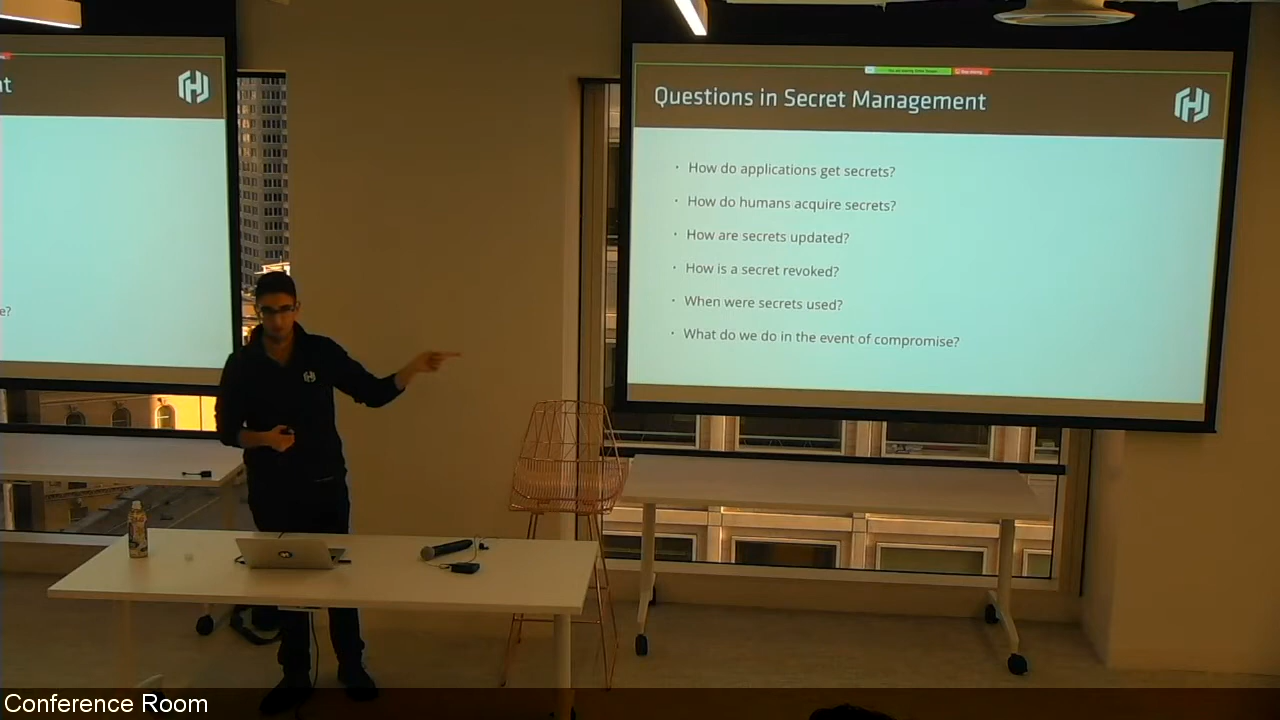 nt
e?
Questions in Secret Management
• How do applications get secrets?
• How do humans acquire secrets?
• How are secrets updated?
• How is a secret revoked?
• When were secrets used?
• What do we do in the event of compromise?
Conference Room